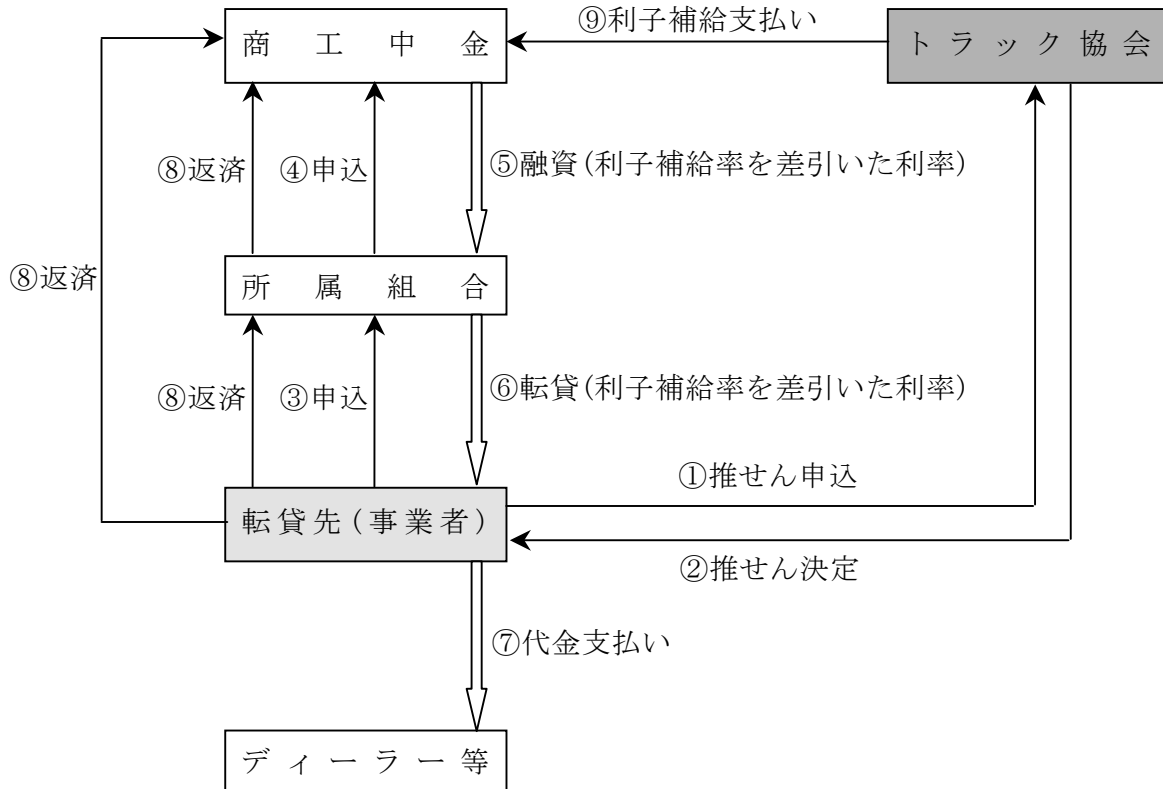 ⑨利子補給支払い
商工中金
トラック協会
⑧返済
④申込
⑤融資(利子補給率を差引いた利率)
⑧返済
所属組合
⑧返済
③申込
⑥転貸(利子補給率を差引いた利率)
①推せん申込
転貸先(事業者)
②推せん決定
⑦代金支払い
ディーラー等